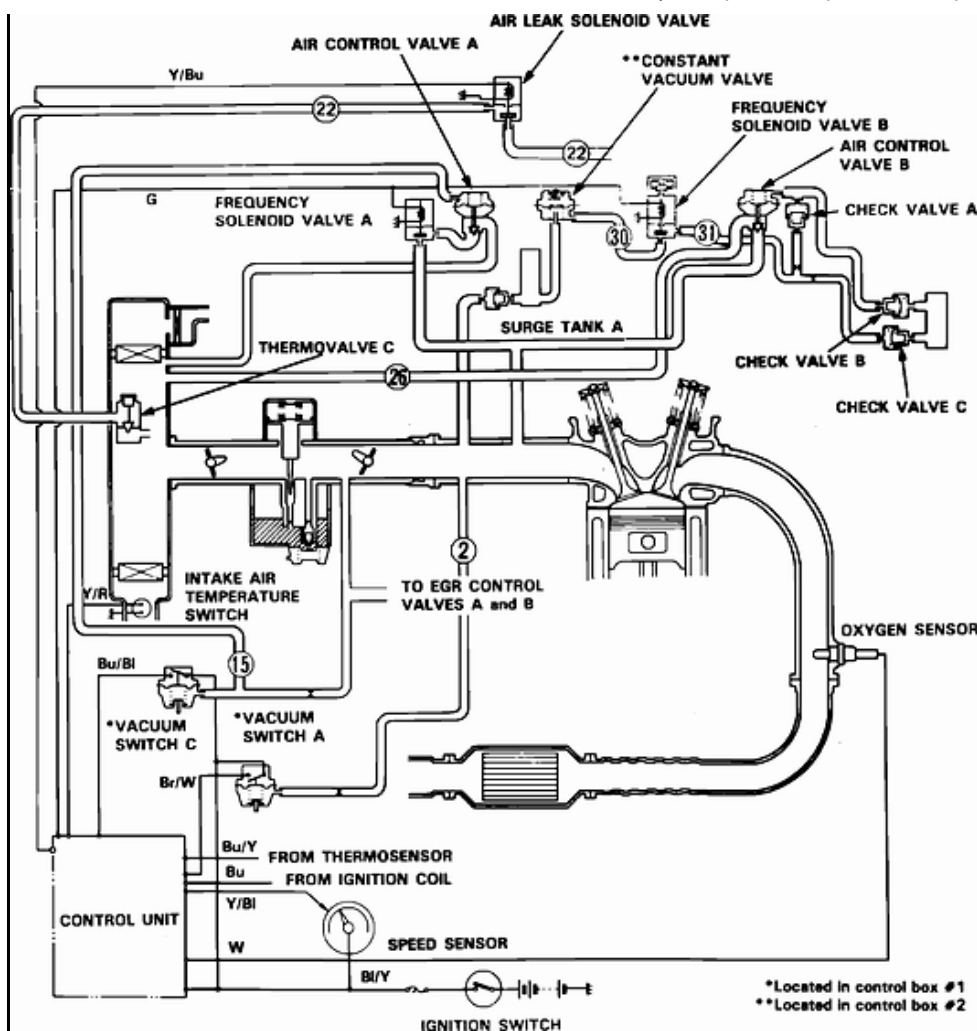 AIR LEAK SOLENOID VALVE
AIR CONTROL VALVE A
**CONSTANT
VACUUM VALVE
Y/Bu
22
FREQUENCY
SOLENOID VALVE B
AIR CONTROL
VALVE B
22
G
FREQUENCY
SOLENOID VALVE A
CHECK VALVE A
30
31
SURGE TANK A
THERMOVALVE C
26
CHECK VALVE B
CHECK VALVE C
2
INTAKE AIR
TEMPERATURE
SWITCH
Y/R
TO EGR CONTROL
VALVES A and B
OXYGEN SENSOR
15
Bu/Bl
*VACUUM
SWITCH C
*VACUUM
SWITCH A
Br/W
Bu/Y
FROM THERMOSENSOR
Bu
FROM IGNITION COIL
Y/Bl
CONTROL UNIT
SPEED SENSOR
W
Bl/Y
*Located in control box #1
**Located in control box #2
IGNITION SWITCH